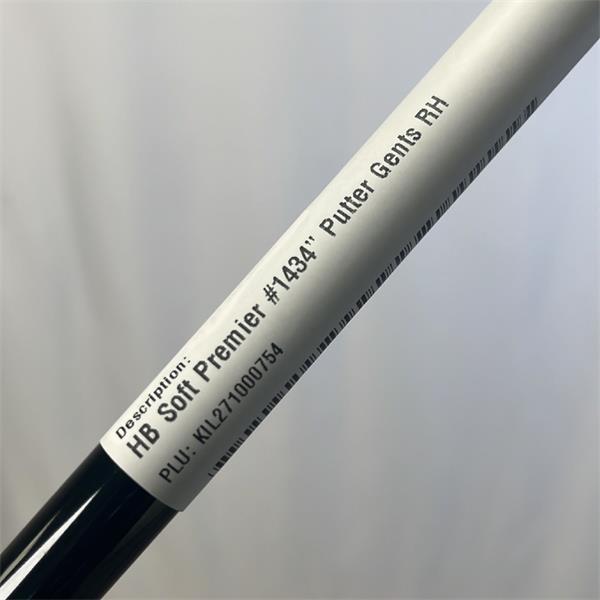 Description:
HB Soft Premier #1434" Putter Gents RH
PLU: KIL271000754